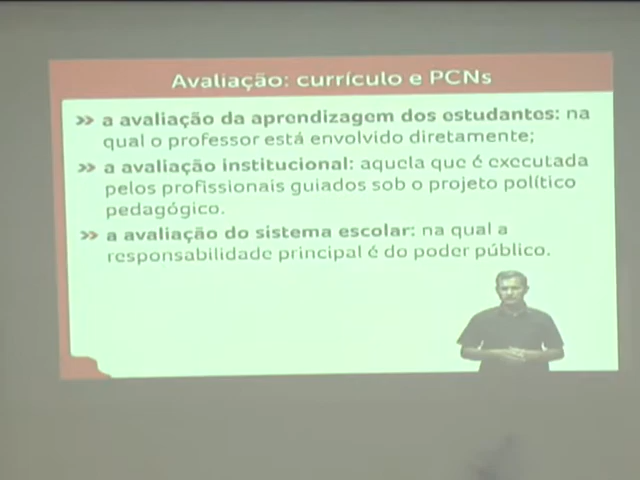 Avaliação: currículo e PCNs
>> a avaliação da aprendizagem dos estudantes: na
qual o professor está envolvido diretamente;
>> a avaliação institucional: aquela que é executada
pelos profissionais guiados sob o projeto político
pedagógico.
>> a avaliação do sistema escolar: na qual a
responsabilidade principal é do poder público.